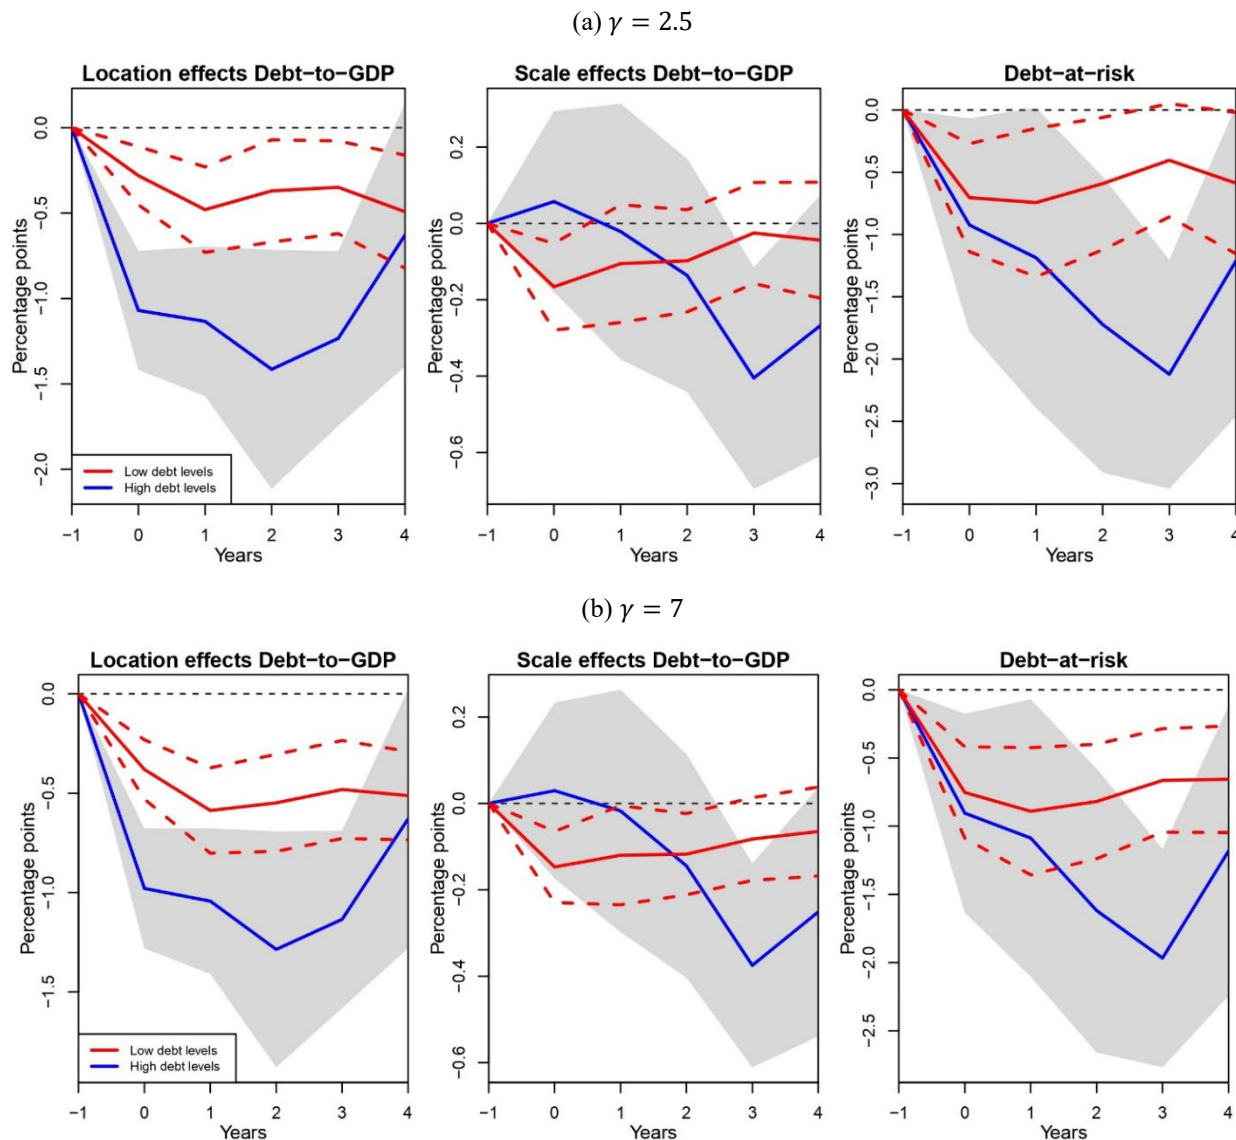 (a) γ = 2.5
Location effects Debt−to−GDP
Percentage points
0.0
−0.5
−1.0
−1.5
−2.0
Low debt levels
High debt levels
−1 0 1 2 3 4
Years
Scale effects Debt−to−GDP
Percentage points
0.2
0.0
−0.2
−0.4
−0.6
−1 0 1 2 3 4
Years
Debt−at−risk
Percentage points
0.0
−0.5
−1.0
−1.5
−2.0
−2.5
−3.0
−1 0 1 2 3 4
Years
(b) γ = 7
Location effects Debt−to−GDP
Percentage points
0.0
−0.5
−1.0
−1.5
Low debt levels
High debt levels
−1 0 1 2 3 4
Years
Scale effects Debt−to−GDP
Percentage points
0.2
0.0
−0.2
−0.4
−0.6
−1 0 1 2 3 4
Years
Debt−at−risk
Percentage points
0.0
−0.5
−1.0
−1.5
−2.0
−2.5
−1 0 1 2 3 4
Years